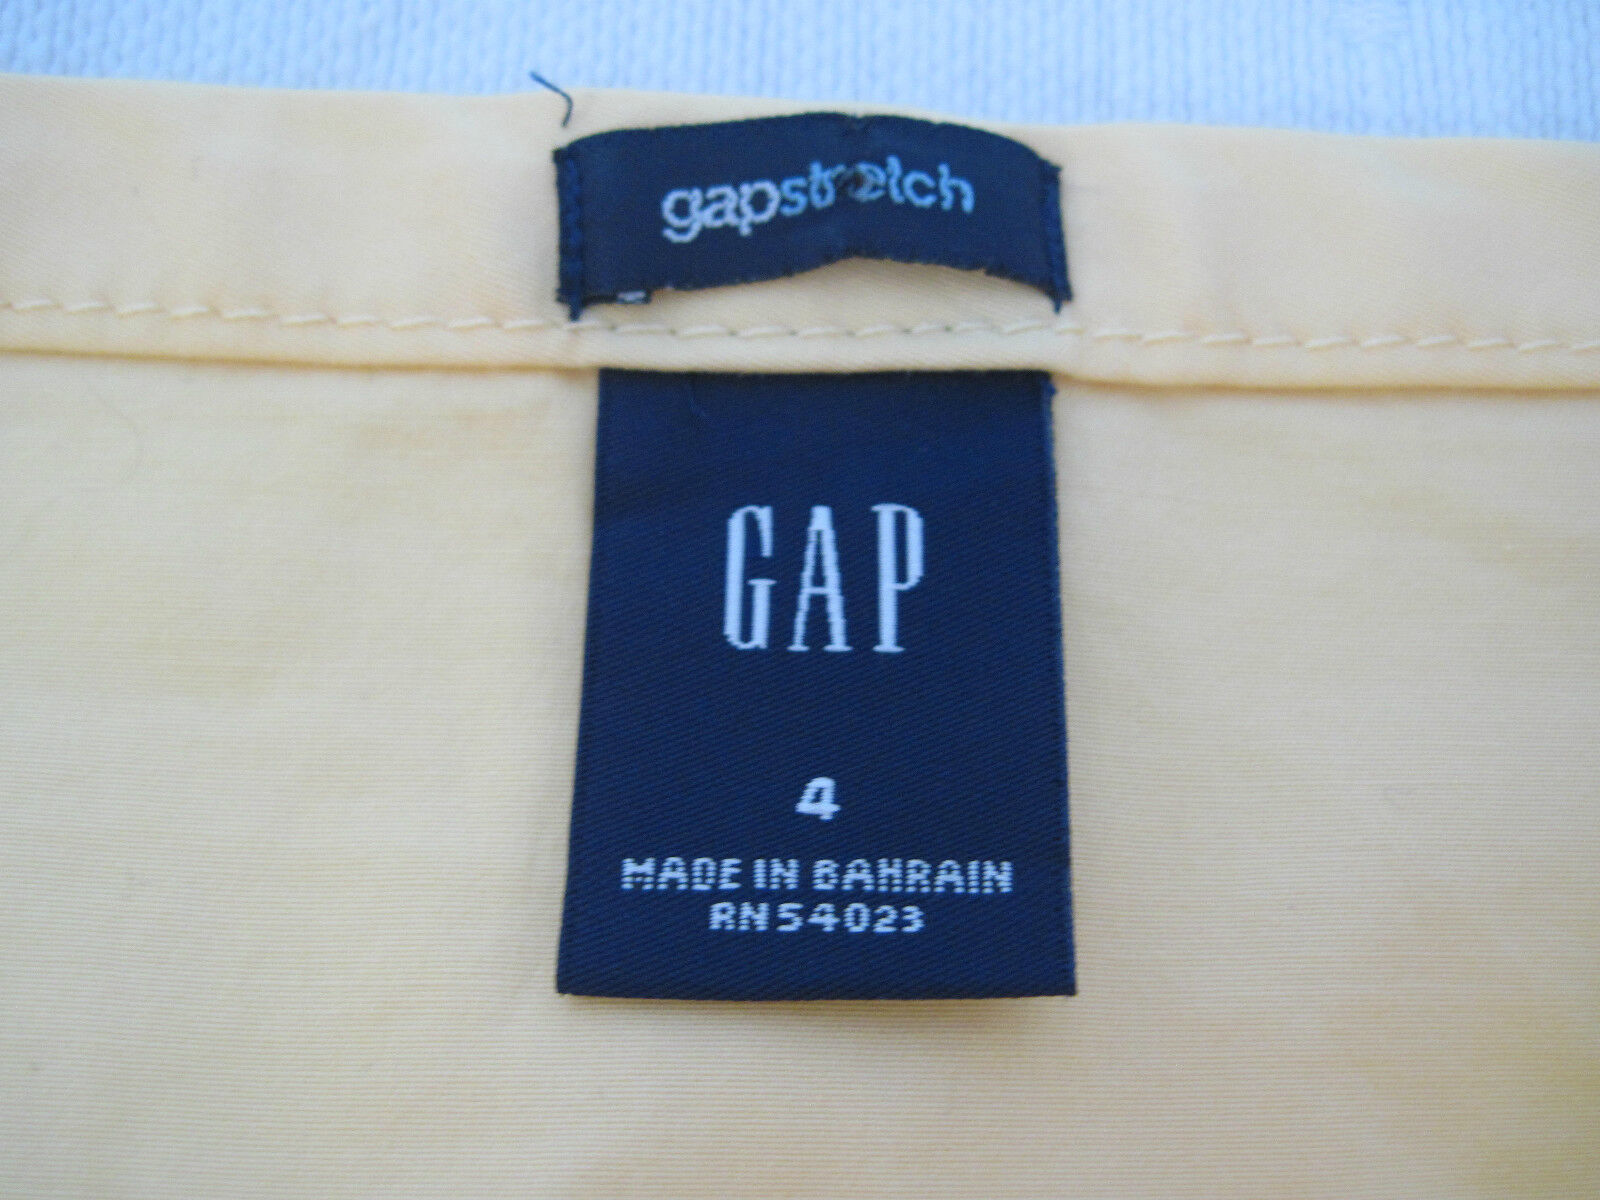 gapstretch
GAP
4
MADE IN BAHRAIN
RN54023